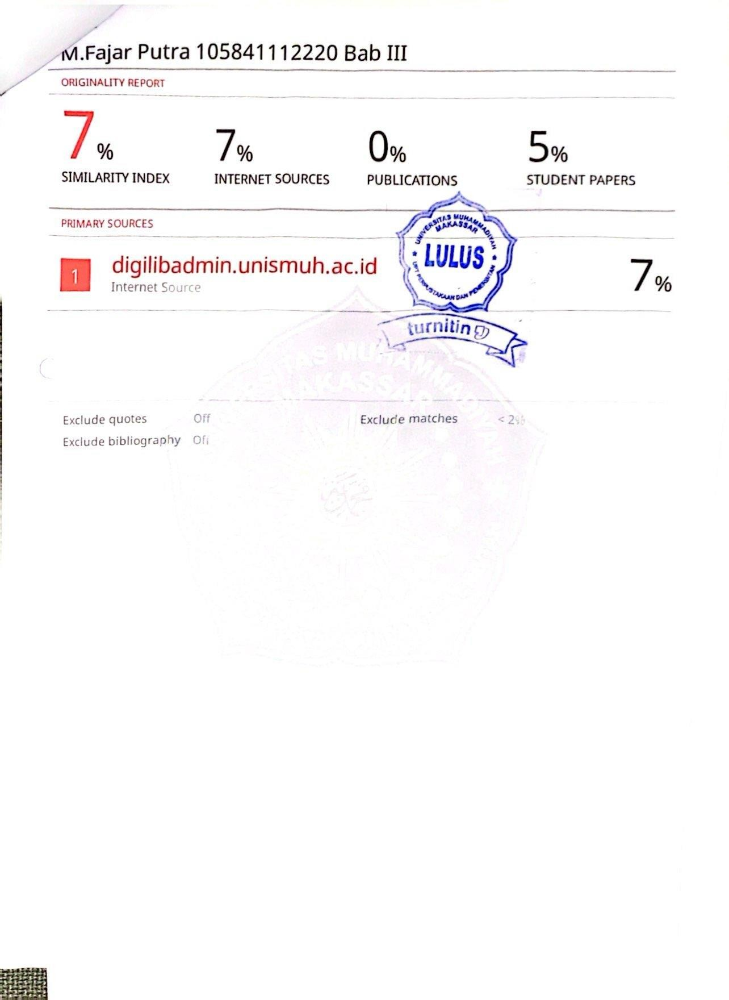 M.Fajar Putra 105841112220 Bab III
ORIGINALITY REPORT
7% 7% 0% 5%
SIMILARITY INDEX INTERNET SOURCES PUBLICATIONS STUDENT PAPERS
PRIMARY SOURCES
UNIVERSITAS MUHAMMADIYAH
MAKASSAR
LULUS
UPT PERPUSTAKAAN DAN PENERBITAN
turnitin
1 digilibadmin.unismuh.ac.id 7%
Internet Source
MUHAMMADIYAH
MAKASSAR
Exclude quotes Off Exclude matches < 2%
Exclude bibliography Off